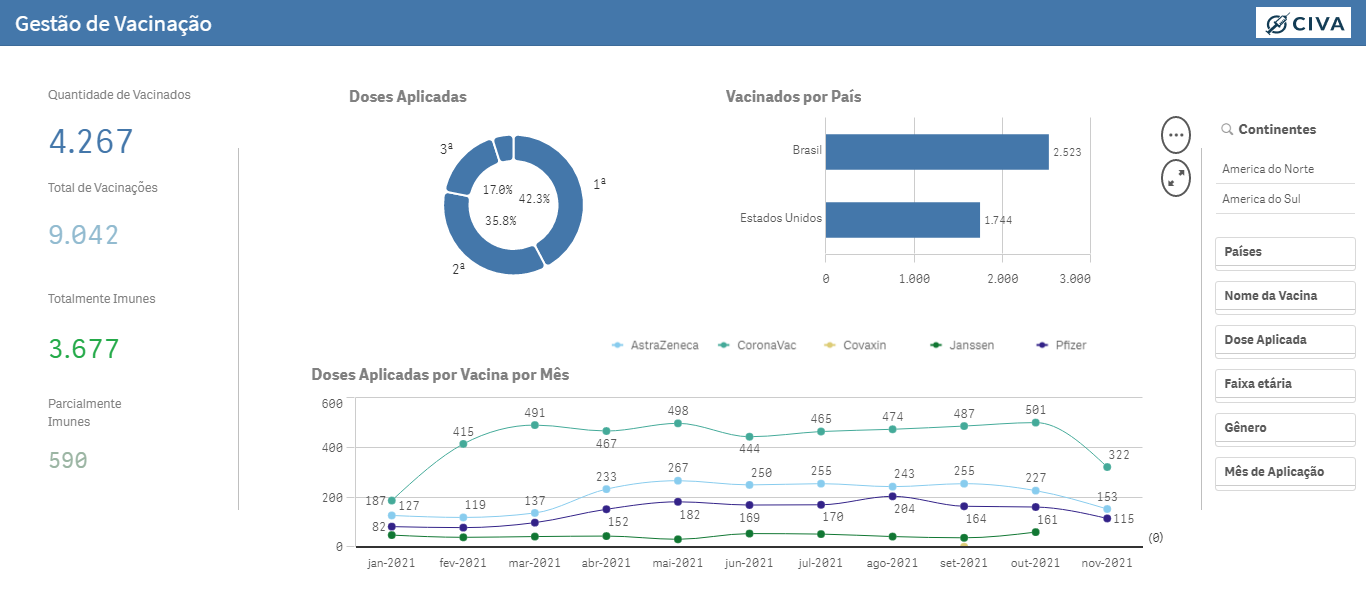 Gestão de Vacinação
CIVA
Quantidade de Vacinados
4.267
Total de Vacinações
9.042
Totalmente Imunes
3.677
Parcialmente
Imunes
590
Doses Aplicadas
3ª
1ª
17.0%
42.3%
35.8%
2ª
Vacinados por País
Brasil
2.523
Estados Unidos
1.744
0 1.000 2.000 3.000
Continentes
America do Norte
America do Sul
Países
Nome da Vacina
Dose Aplicada
Faixa etária
Gênero
Mês de Aplicação
AstraZeneca CoronaVac Covaxin Janssen Pfizer
Doses Aplicadas por Vacina por Mês
600
400
200
0
187 415 491 467 498 444 465 474 487 501 322
127 119 137 233 267 250 255 243 255 227 153
82 152 182 169 170 204 164 161 115
(0)
jan-2021 fev-2021 mar-2021 abr-2021 mai-2021 jun-2021 jul-2021 ago-2021 set-2021 out-2021 nov-2021